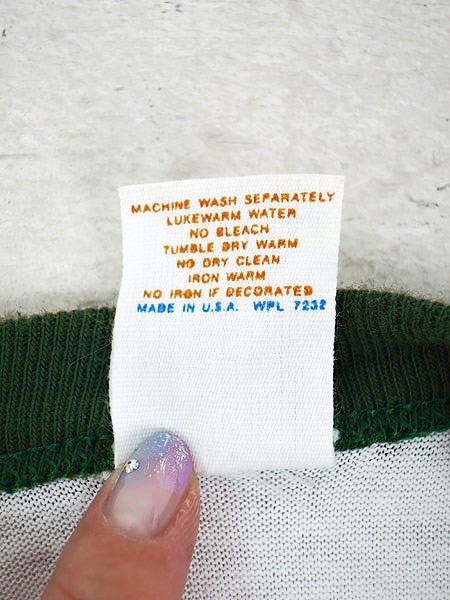 MACHINE WASH SEPARATELY
LUKEWARM WATER
NO BLEACH
TUMBLE DRY WARM
NO DRY CLEAN
IRON WARM
NO IRON IF DECORATED
MADE IN U.S.A. WPL 7232